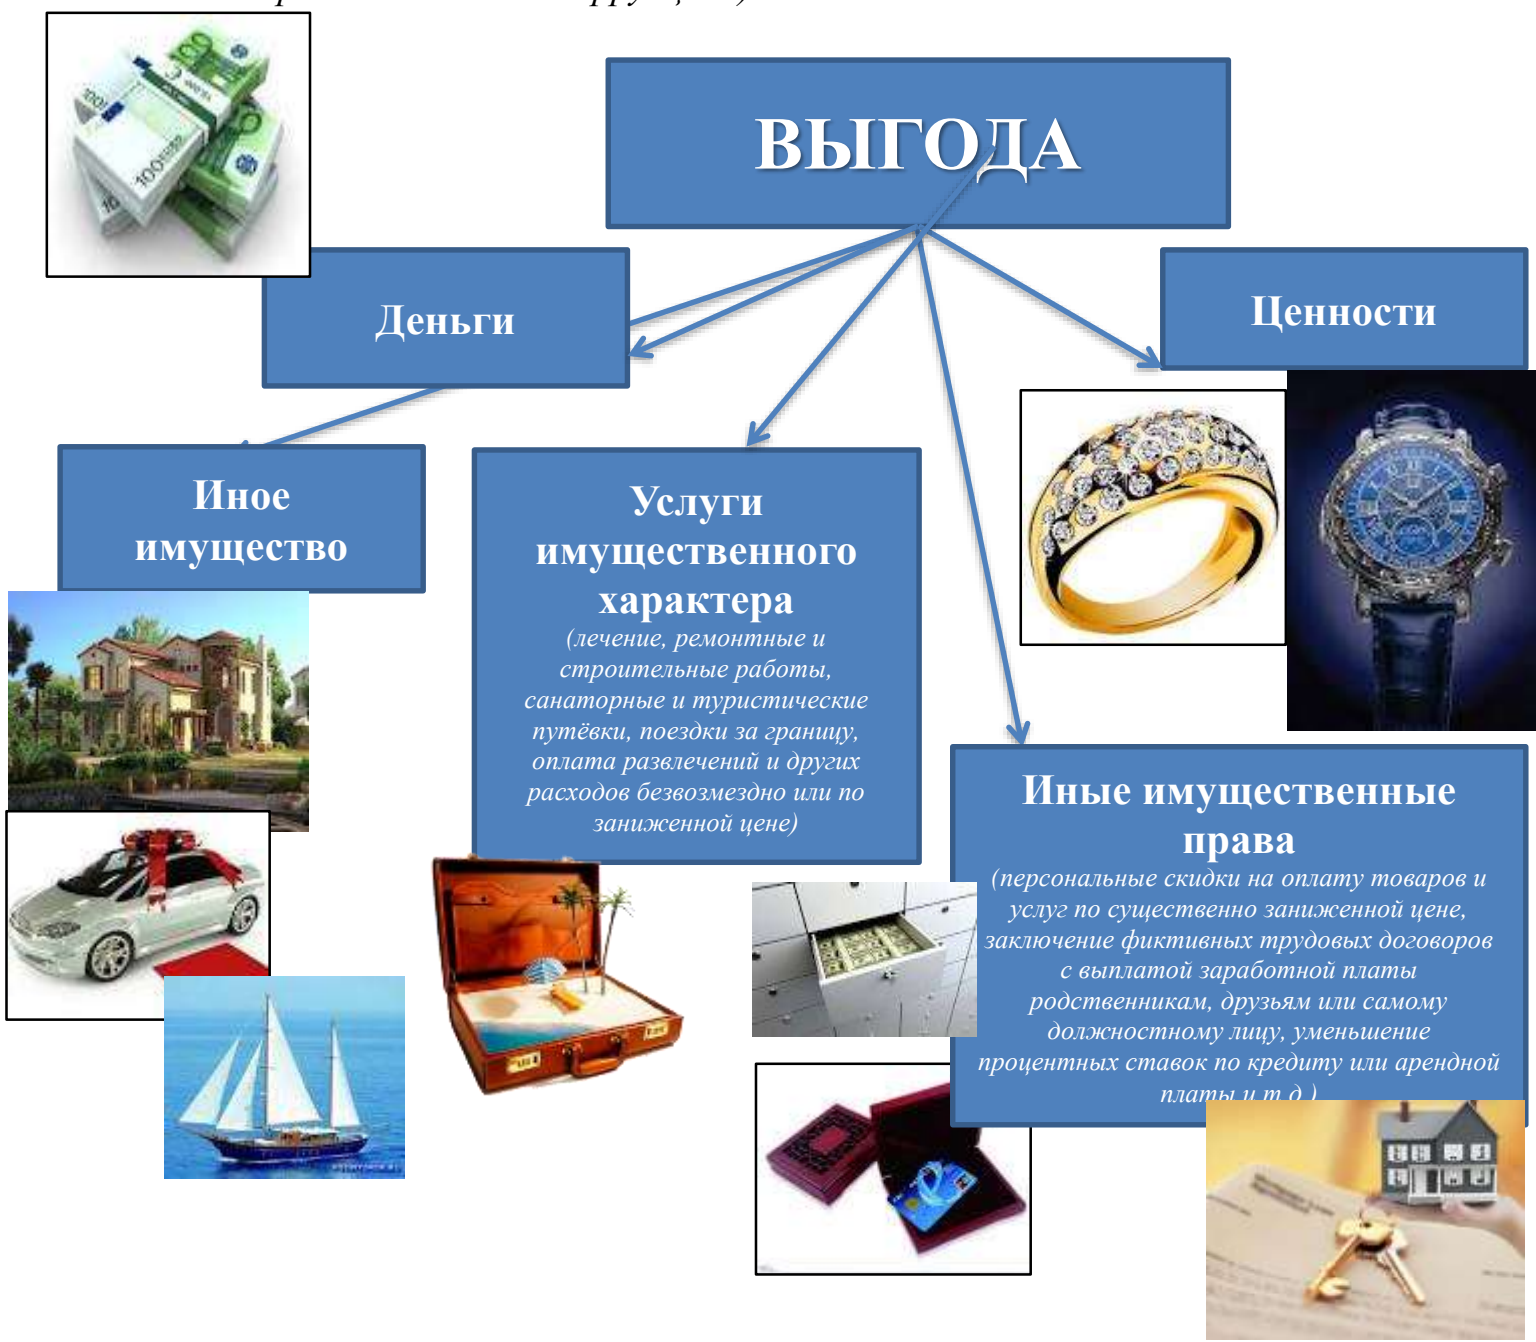 ВЫГОДА
Деньги
Ценности
Иное
имущество
Услуги
имущественного
характера
(лечение, ремонтные и
строительные работы,
санаторные и туристические
путёвки, поездки за границу,
оплата развлечений и других
расходов безвозмездно или по
заниженной цене)
Иные имущественные
права
(персональные скидки на оплату товаров и
услуг по существенно заниженной цене,
заключение фиктивных трудовых договоров
с выплатой заработной платы
родственникам, друзьям или самому
должностному лицу, уменьшение
процентных ставок по кредиту или арендной
платы и т.д.)
100
100